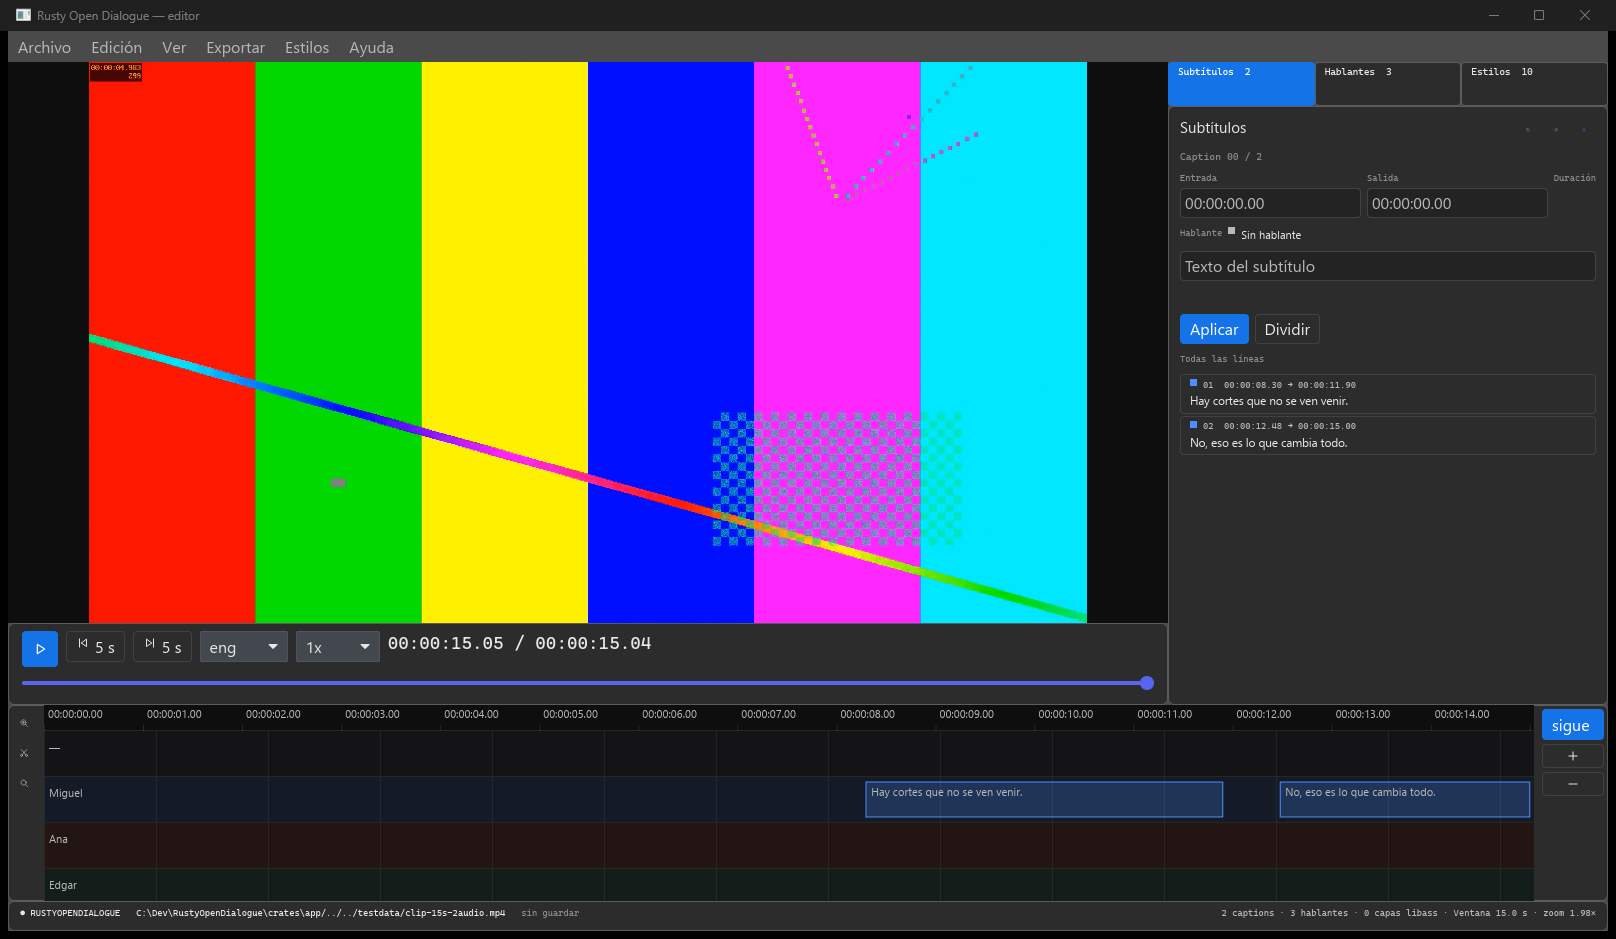 Rusty Open Dialogue — editor
Archivo Edición Ver Exportar Estilos Ayuda
00:00:04.983
299
Subtítulos 2
Hablantes 3
Estilos 10
Subtítulos
Caption 00 / 2
Entrada Salida Duración
00:00:00.00 00:00:00.00
Hablante Sin hablante
Texto del subtítulo
Aplicar Dividir
Todas las líneas
01 00:00:08.30 → 00:00:11.90
Hay cortes que no se ven venir.
02 00:00:12.48 → 00:00:15.00
No, eso es lo que cambia todo.
5 s 5 s eng 1x 00:00:15.05 / 00:00:15.04
00:00:00.00 00:00:01.00 00:00:02.00 00:00:03.00 00:00:04.00 00:00:05.00 00:00:06.00 00:00:07.00 00:00:08.00 00:00:09.00 00:00:10.00 00:00:11.00 00:00:12.00 00:00:13.00 00:00:14.00
sigue
+
−
—
Miguel Hay cortes que no se ven venir. No, eso es lo que cambia todo.
Ana
Edgar
● RUSTYOPENDIALOGUE C:\Dev\RustyOpenDialogue\crates\app/../../testdata/clip-15s-2audio.mp4 sin guardar
2 captions · 3 hablantes · 0 capas libass · Ventana 15.0 s · zoom 1.98×